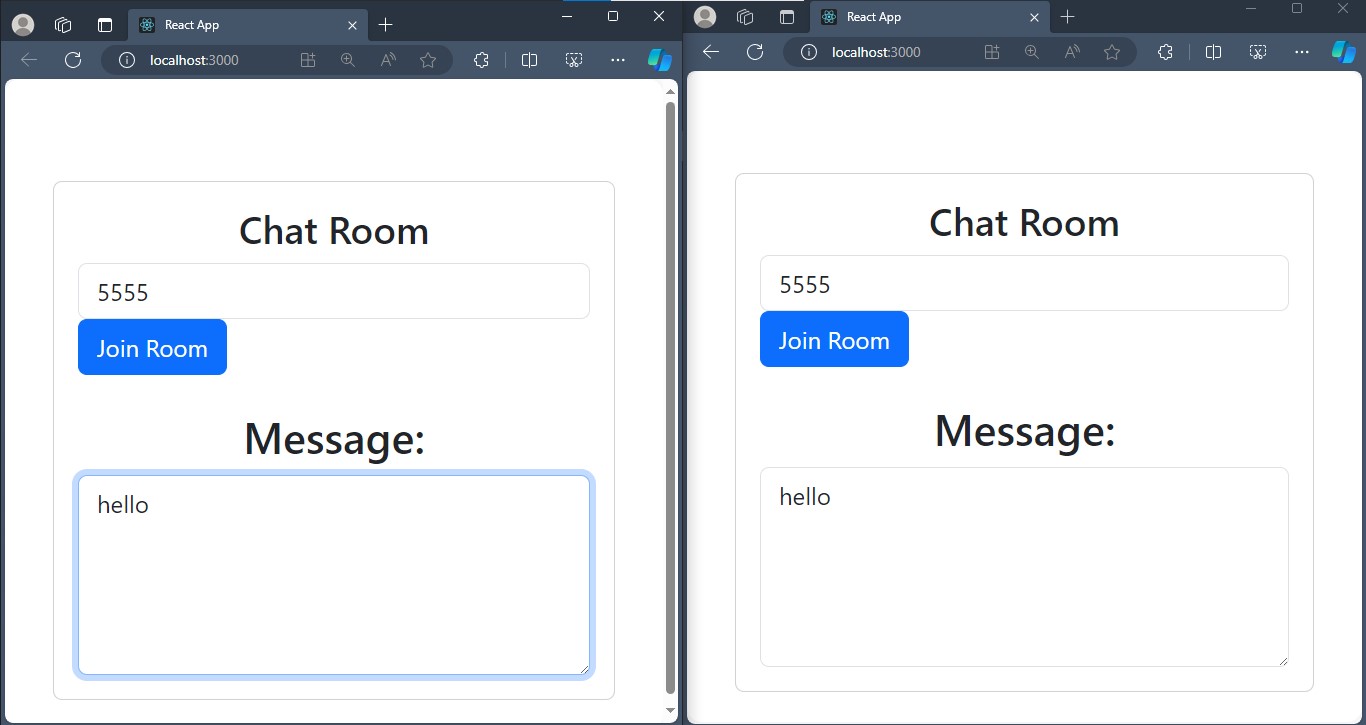 React App
localhost:3000
Chat Room
5555
Join Room
Message:
hello
React App
localhost:3000
Chat Room
5555
Join Room
Message:
hello